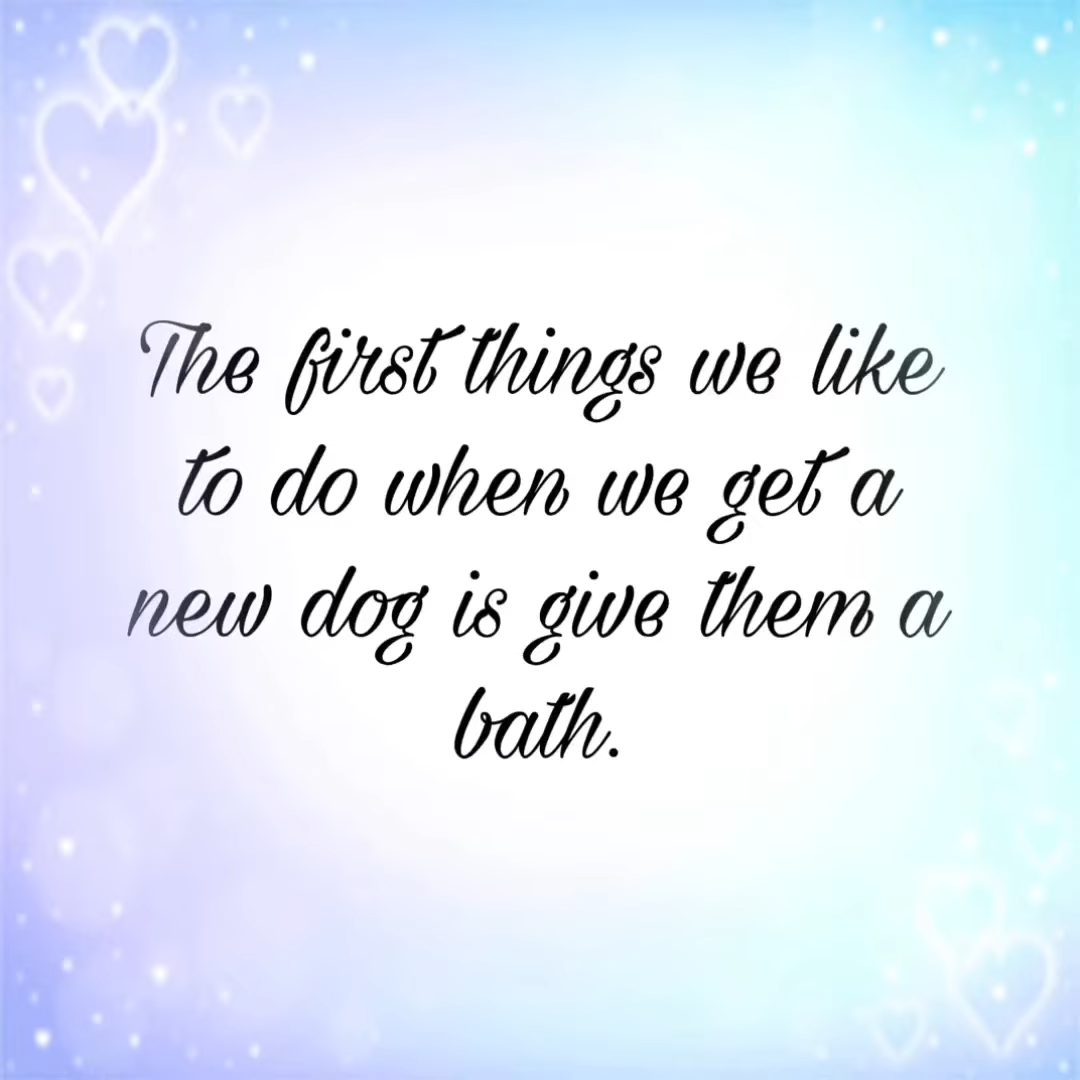 The first things we like
to do when we get a
new dog is give them a
bath.